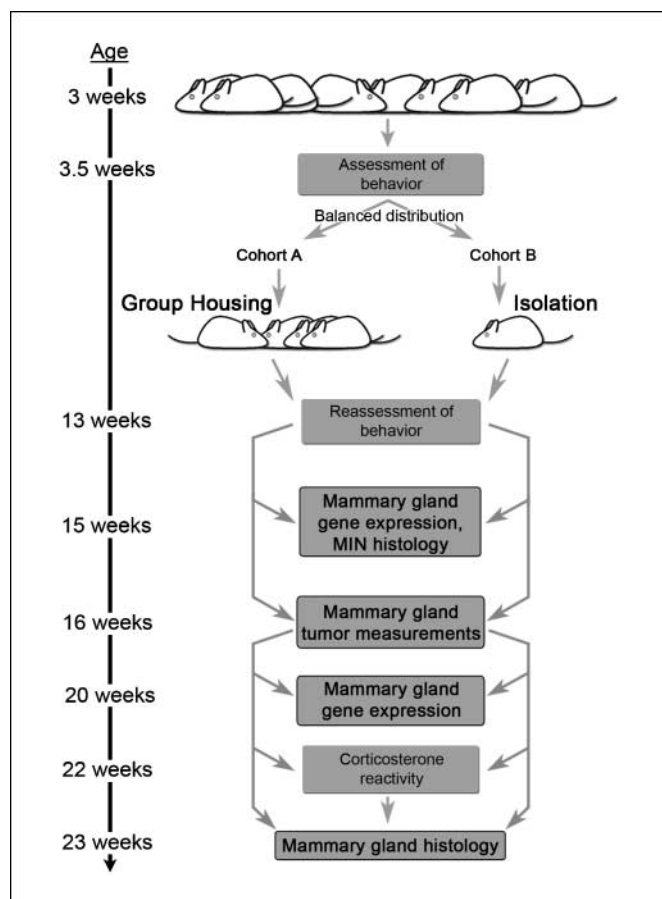 Age
3 weeks
3.5 weeks
Assessment of
behavior
Balanced distribution
Cohort A
Cohort B
Group Housing
Isolation
13 weeks
Reassessment of
behavior
15 weeks
Mammary gland
gene expression,
MIN histology
16 weeks
Mammary gland
tumor measurements
20 weeks
Mammary gland
gene expression
22 weeks
Corticosterone
reactivity
23 weeks
Mammary gland histology